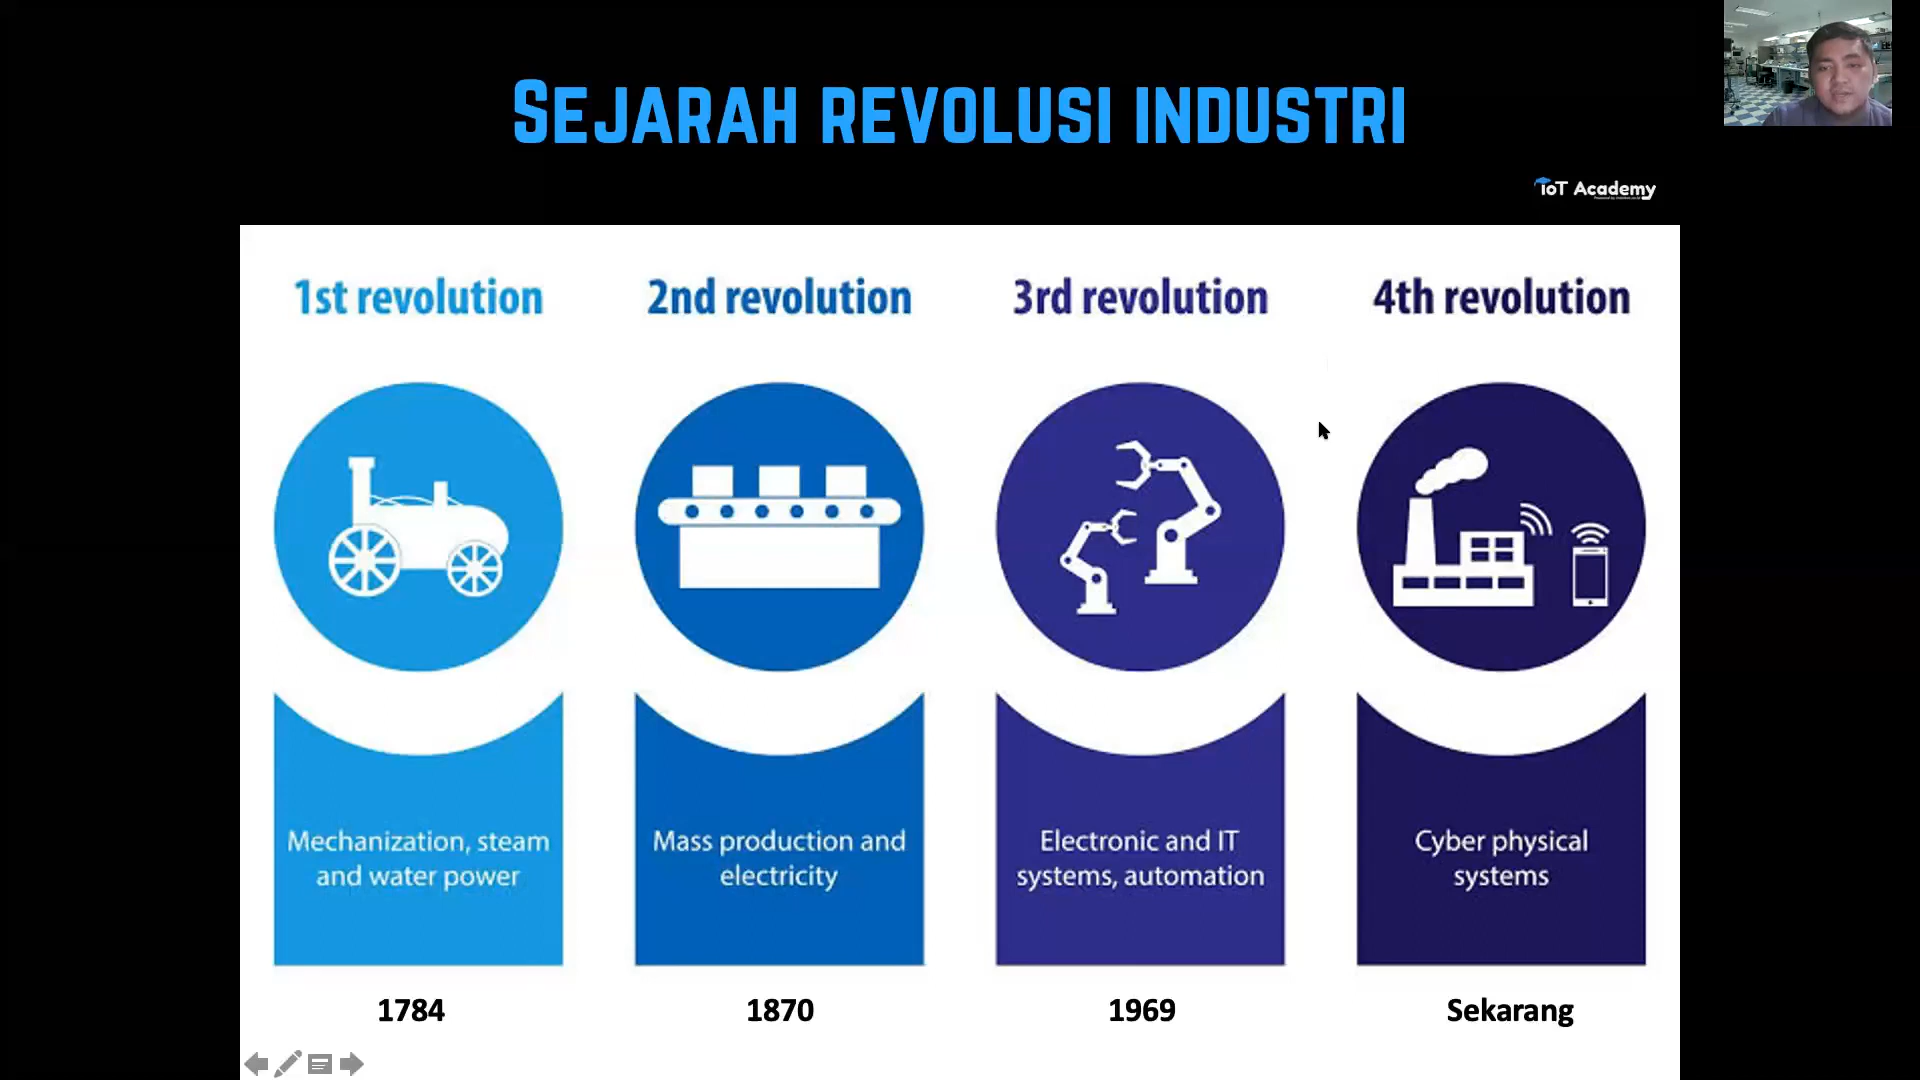 Sejarah revolusi industri
IoT Academy
1st revolution
2nd revolution
3rd revolution
4th revolution
Mechanization, steam
and water power
Mass production and
electricity
Electronic and IT
systems, automation
Cyber physical
systems
1784
1870
1969
Sekarang